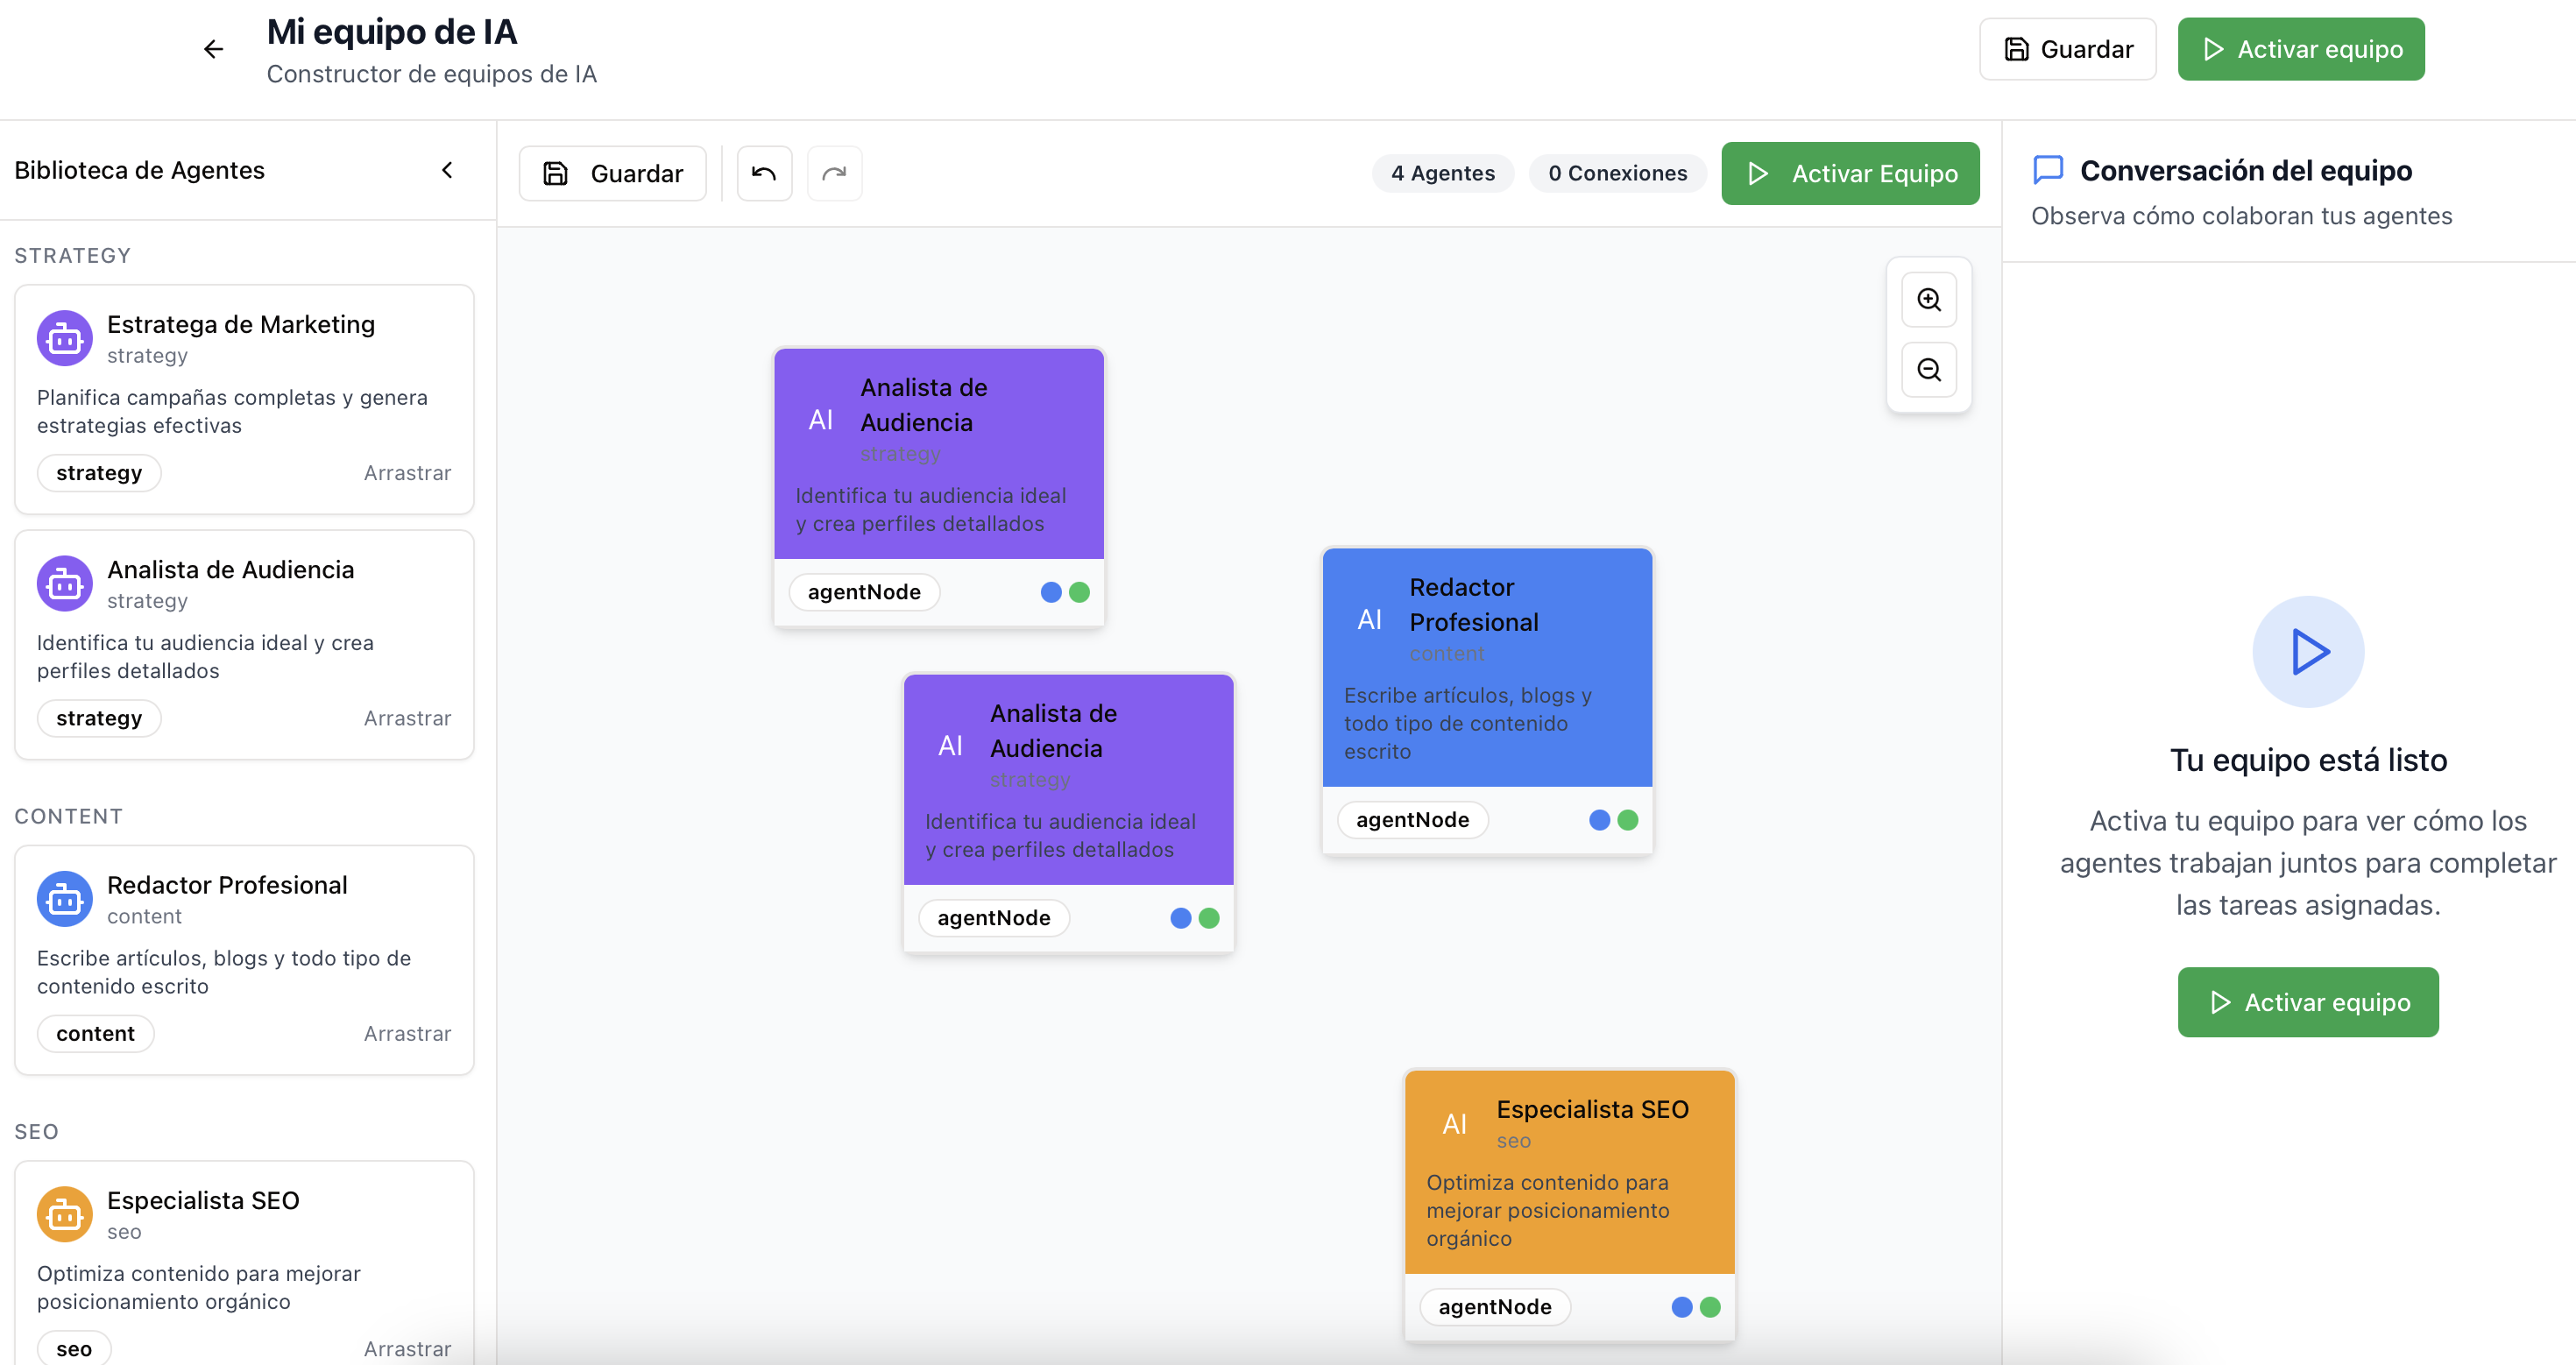 Mi equipo de IA
Constructor de equipos de IA
Guardar
Activar equipo
Biblioteca de Agentes
STRATEGY
Estratega de Marketing
strategy
Planifica campañas completas y genera
estrategias efectivas
strategy
Arrastrar
Analista de Audiencia
strategy
Identifica tu audiencia ideal y crea
perfiles detallados
strategy
Arrastrar
CONTENT
Redactor Profesional
content
Escribe artículos, blogs y todo tipo de
contenido escrito
content
Arrastrar
SEO
Especialista SEO
seo
Optimiza contenido para mejorar
posicionamiento orgánico
seo
Arrastrar
Guardar
4 Agentes
0 Conexiones
Activar Equipo
AI
Analista de
Audiencia
strategy
Identifica tu audiencia ideal
y crea perfiles detallados
agentNode
AI
Analista de
Audiencia
strategy
Identifica tu audiencia ideal
y crea perfiles detallados
agentNode
AI
Redactor
Profesional
content
Escribe artículos, blogs y
todo tipo de contenido
escrito
agentNode
AI
Especialista SEO
seo
Optimiza contenido para
mejorar posicionamiento
orgánico
agentNode
Conversación del equipo
Observa cómo colaboran tus agentes
Tu equipo está listo
Activa tu equipo para ver cómo los
agentes trabajan juntos para completar
las tareas asignadas.
Activar equipo